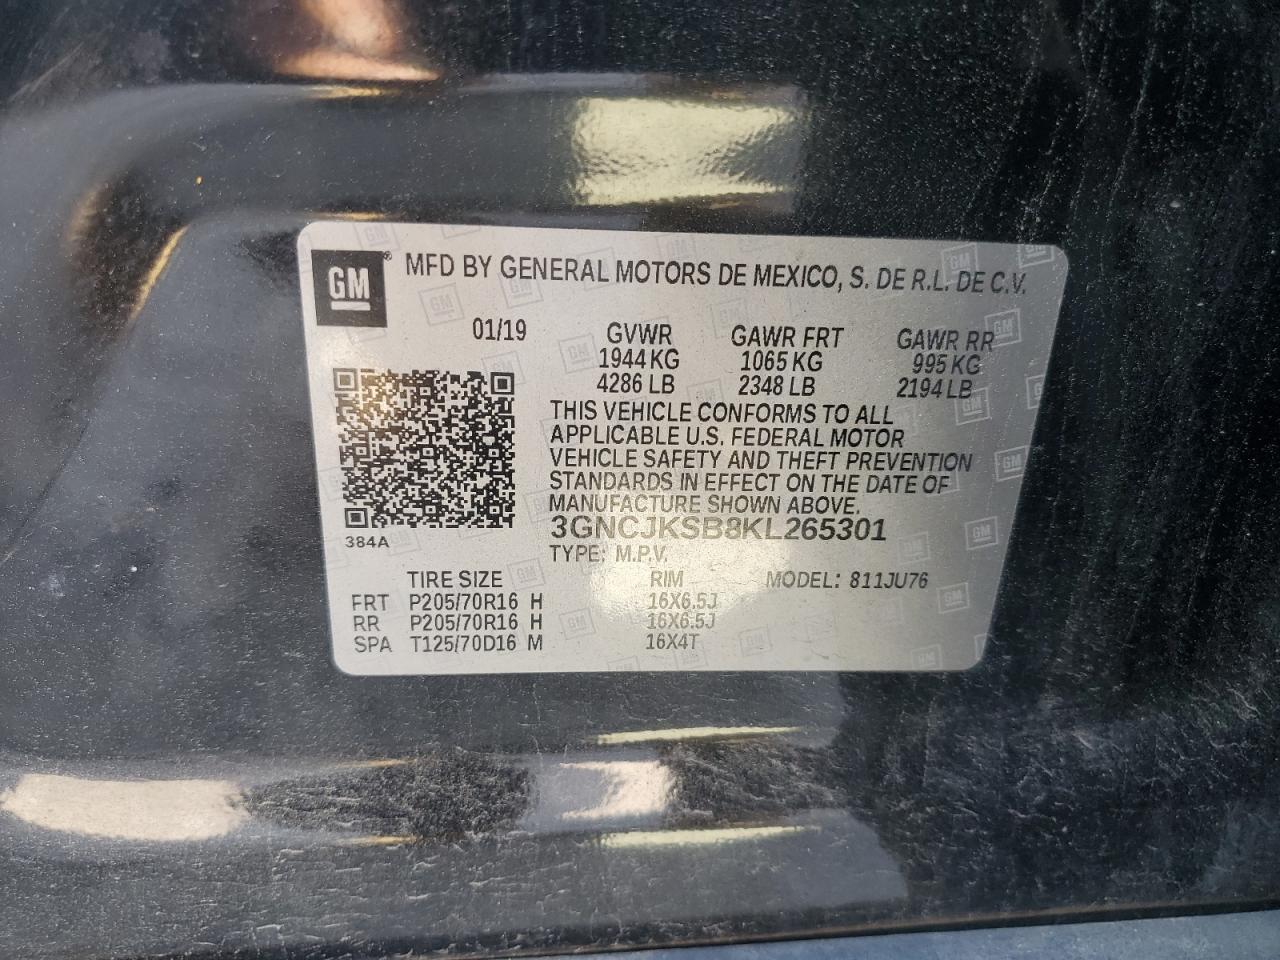 GM® MFD BY GENERAL MOTORS DE MEXICO, S. DE R.L. DE C.V.
01/19 GVWR GAWR FRT GAWR RR
1944 KG 1065 KG 995 KG
4286 LB 2348 LB 2194 LB
THIS VEHICLE CONFORMS TO ALL
APPLICABLE U.S. FEDERAL MOTOR
VEHICLE SAFETY AND THEFT PREVENTION
STANDARDS IN EFFECT ON THE DATE OF
MANUFACTURE SHOWN ABOVE.
3GNCJKSB8KL265301
384A
TYPE: M.P.V.
TIRE SIZE RIM MODEL: 811JU76
FRT P205/70R16 H 16X6.5J
RR P205/70R16 H 16X6.5J
SPA T125/70D16 M 16X4T